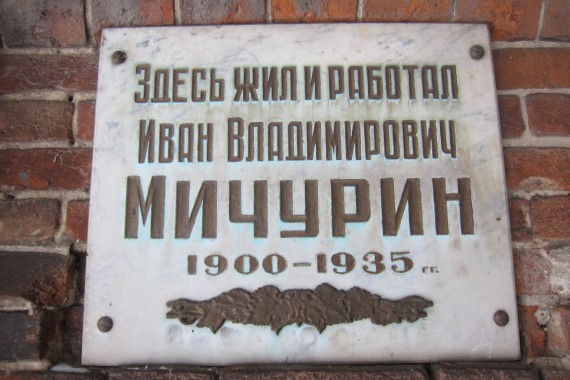 Здесь жил и работал
Иван Владимирович
Мичурин
1900-1935 гг.